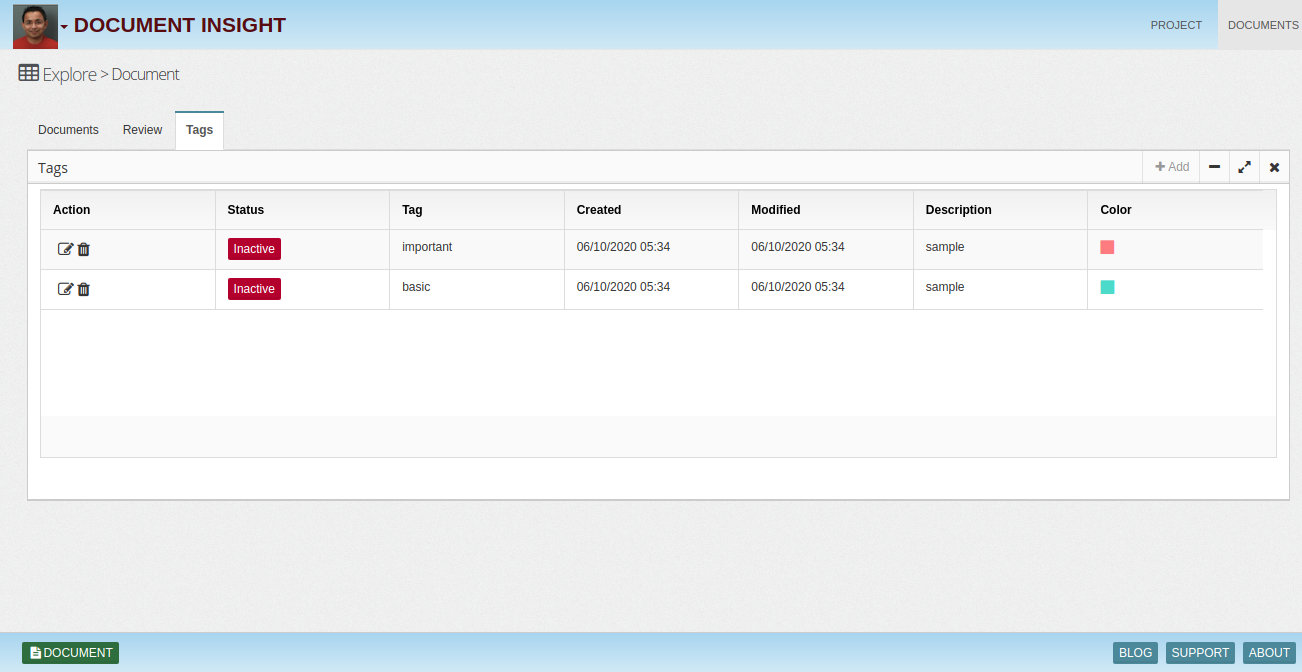 DOCUMENT INSIGHT
PROJECT
DOCUMENTS
Explore > Document
Documents
Review
Tags
Tags
Add
Action Status Tag Created Modified Description Color
Inactive important 06/10/2020 05:34 06/10/2020 05:34 sample
Inactive basic 06/10/2020 05:34 06/10/2020 05:34 sample
DOCUMENT
BLOG
SUPPORT
ABOUT